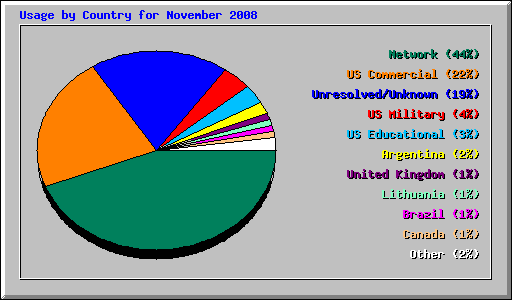 Usage by Country for November 2008
Network (44%)
US Commercial (22%)
Unresolved/Unknown (19%)
US Military (4%)
US Educational (3%)
Argentina (2%)
United Kingdom (1%)
Lithuania (1%)
Brazil (1%)
Canada (1%)
Other (2%)